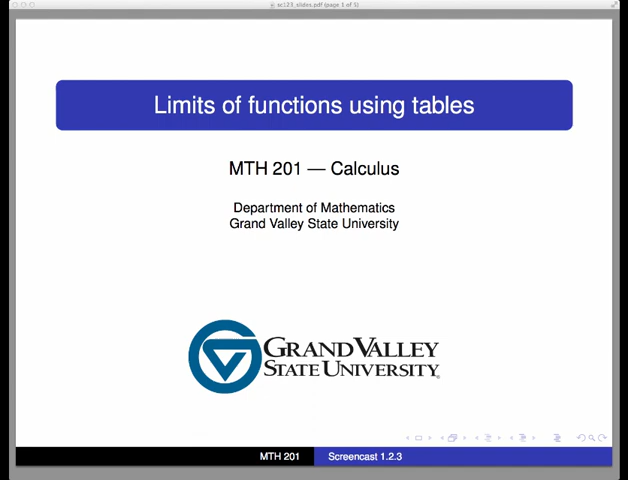 sc123_slides.pdf (page 1 of 5)
Limits of functions using tables
MTH 201 — Calculus
Department of Mathematics
Grand Valley State University
GRAND VALLEY
STATE UNIVERSITY
MTH 201 Screencast 1.2.3